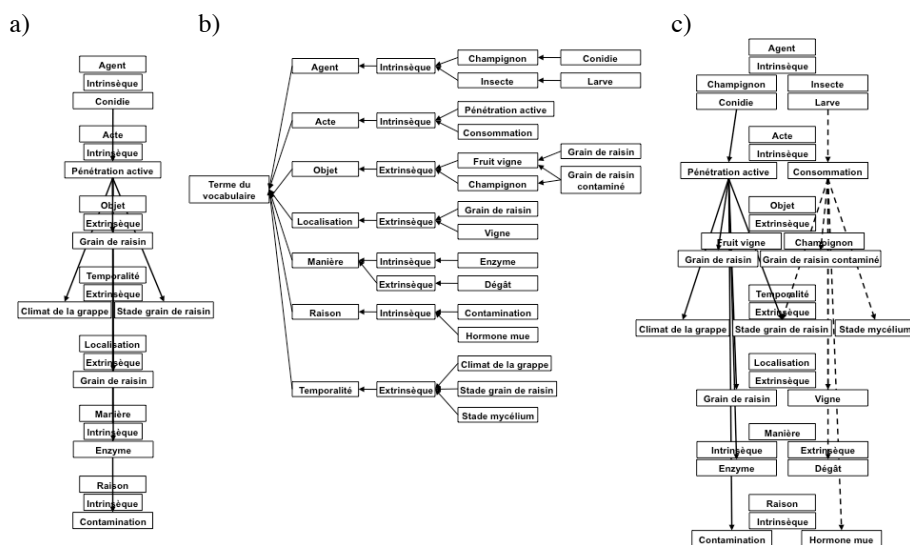 a)
Agent
Intrinsèque
Conidie
Acte
Intrinsèque
Pénétration active
Objet
Extrinsèque
Grain de raisin
Temporalité
Extrinsèque
Climat de la grappe
Stade grain de raisin
Localisation
Extrinsèque
Grain de raisin
Manière
Intrinsèque
Enzyme
Raison
Intrinsèque
Contamination
b)
Terme du
vocabulaire
Agent
Intrinsèque
Champignon
Conidie
Insecte
Larve
Acte
Intrinsèque
Pénétration active
Consommation
Objet
Extrinsèque
Fruit vigne
Grain de raisin
Champignon
Grain de raisin
contaminé
Localisation
Extrinsèque
Grain de raisin
Vigne
Manière
Intrinsèque
Enzyme
Extrinsèque
Dégât
Raison
Intrinsèque
Contamination
Hormone mue
Temporalité
Extrinsèque
Climat de la grappe
Stade grain de raisin
Stade mycélium
c)
Agent
Intrinsèque
Champignon
Insecte
Conidie
Larve
Acte
Intrinsèque
Pénétration active
Consommation
Objet
Extrinsèque
Fruit vigne
Champignon
Grain de raisin
Grain de raisin contaminé
Temporalité
Extrinsèque
Climat de la grappe
Stade grain de raisin
Stade mycélium
Localisation
Extrinsèque
Grain de raisin
Vigne
Manière
Intrinsèque
Extrinsèque
Enzyme
Dégât
Raison
Intrinsèque
Contamination
Hormone mue